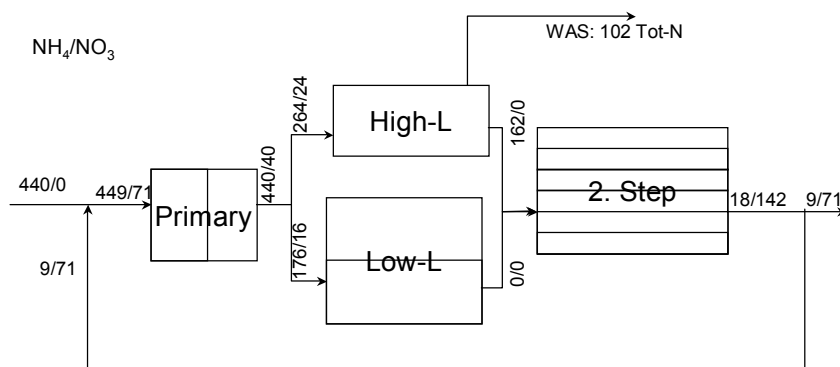 WAS: 102 Tot-N
NH₄/NO₃
264/24
High-L
162/0
440/0
449/71
Primary
440/40
2. Step
18/142
9/71
9/71
176/16
Low-L
0/0